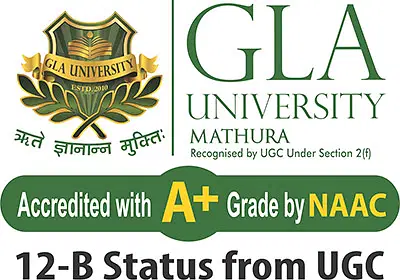 GLA UNIVERSITY
ESTD. 2010
ऋते ज्ञानान्न मुक्तिः
GLA
UNIVERSITY
MATHURA
Recognised by UGC Under Section 2(f)
Accredited with A+ Grade by NAAC
12-B Status from UGC